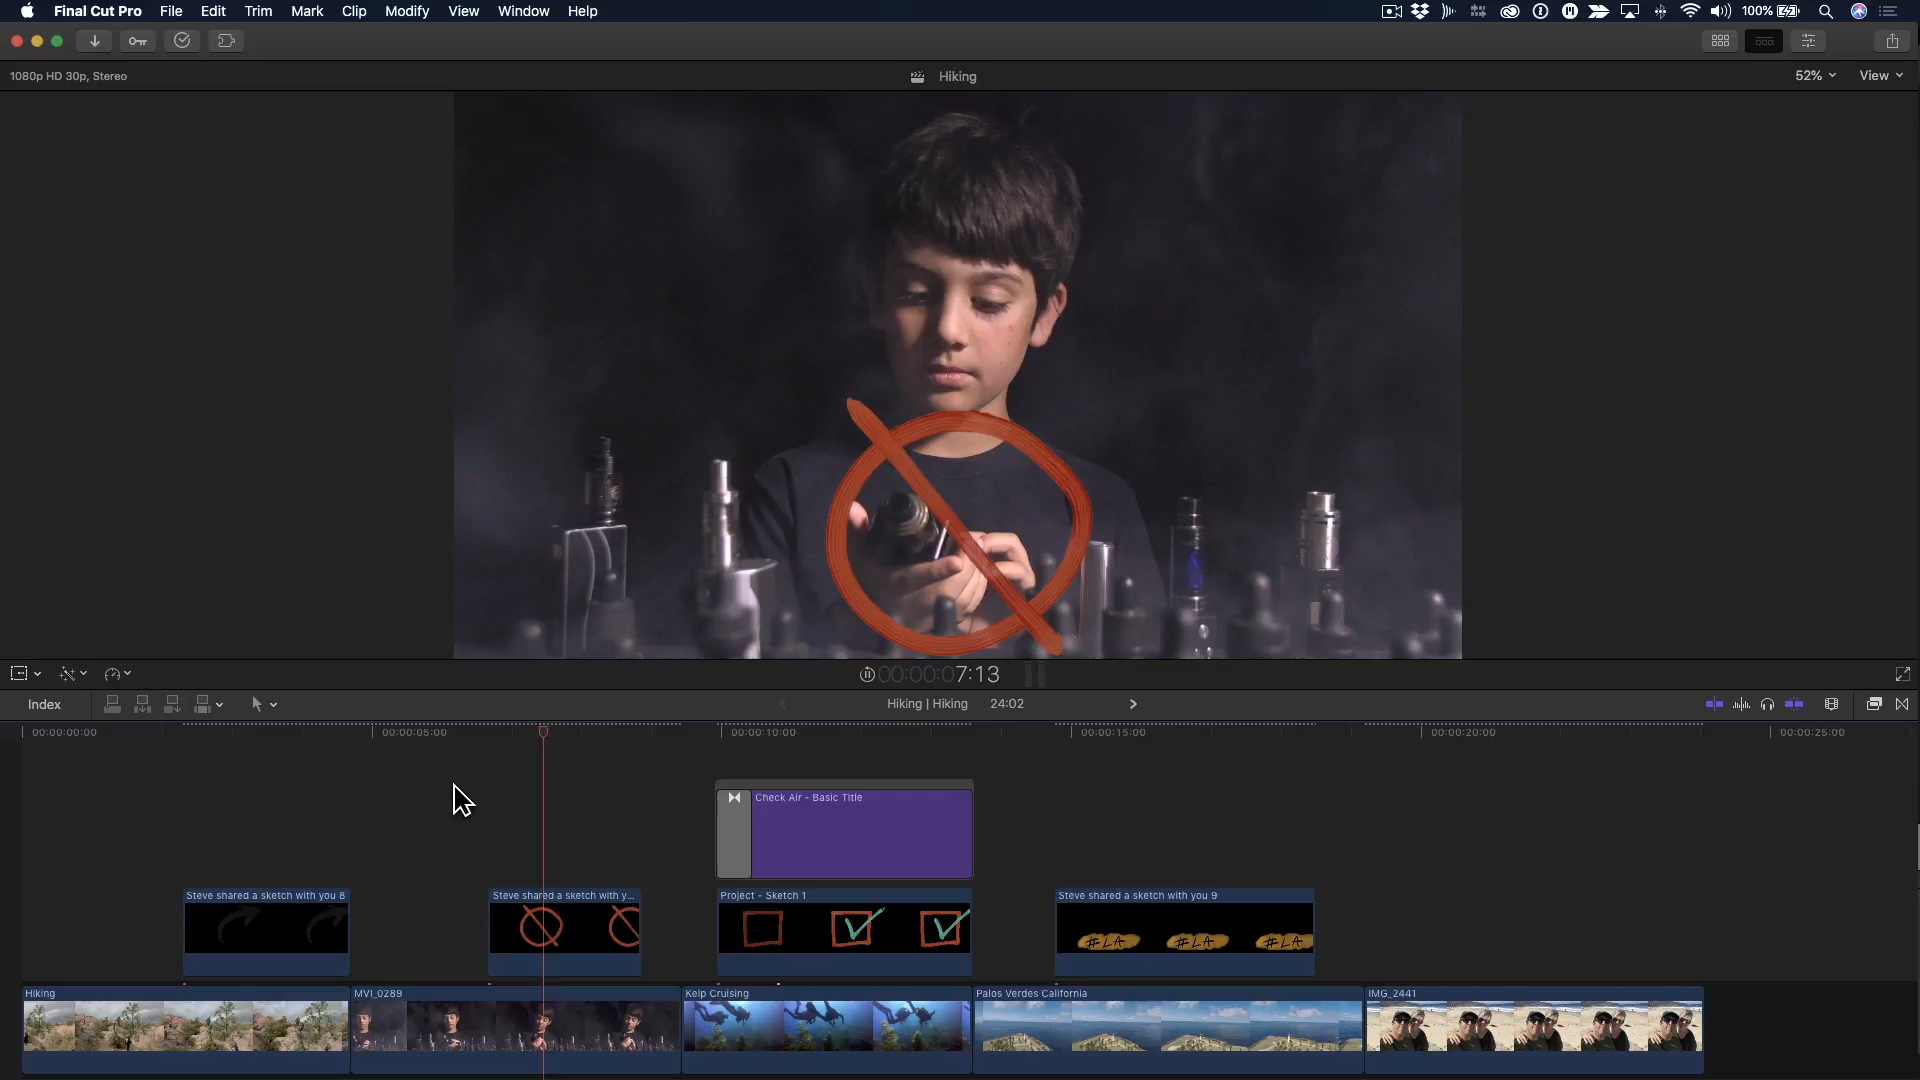 Final Cut Pro File Edit Trim Mark Clip Modify View Window Help 100%
1080p HD 30p, Stereo Hiking 52% View
00:00:07:13
Index Hiking | Hiking 24:02
00:00:00:00 00:00:05:00 00:00:10:00 00:00:15:00 00:00:20:00 00:00:25:00
Check Air - Basic Title
Steve shared a sketch with you 8 Steve shared a sketch with y... Project - Sketch 1 Steve shared a sketch with you 9
#LA #LA #LA
Hiking MVI_0289 Kelp Cruising Palos Verdes California IMG_2441